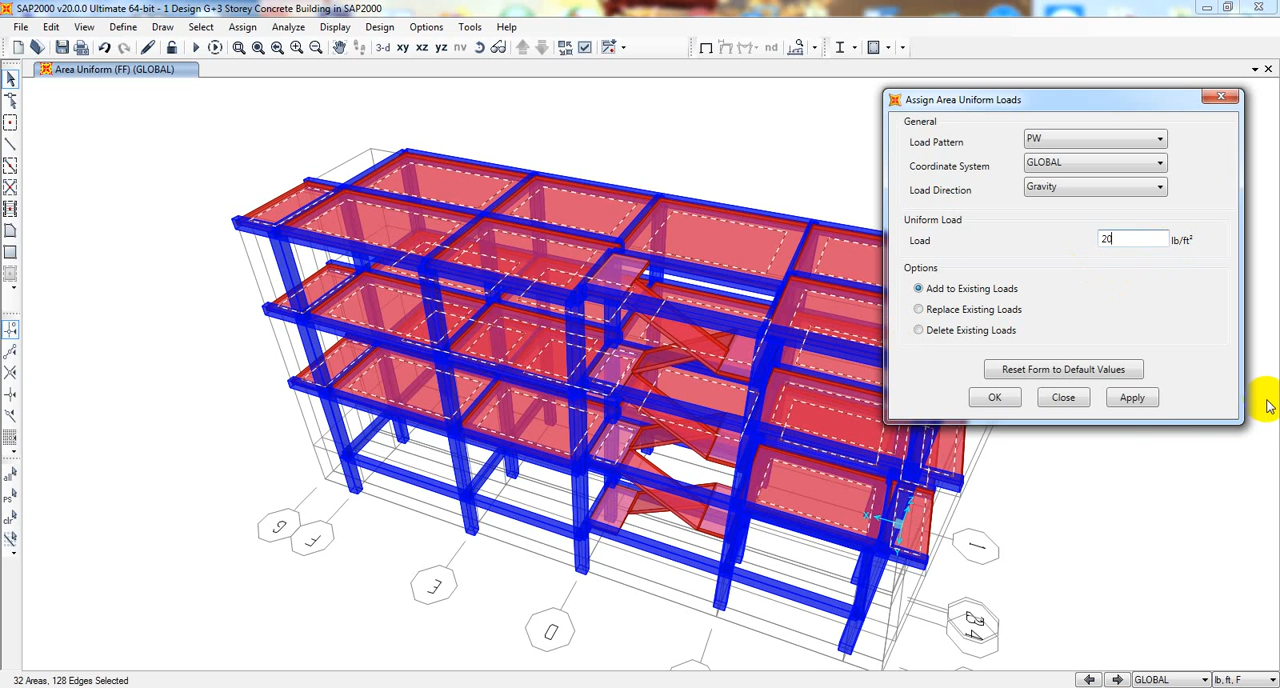 SAP2000 v20.0.0 Ultimate 64-bit - 1 Design G+3 Storey Concrete Building in SAP2000
File Edit View Define Draw Select Assign Analyze Display Design Options Tools Help
3-d xy xz yz nv nd
Area Uniform (FF) (GLOBAL)
Assign Area Uniform Loads
General
Load Pattern PW
Coordinate System GLOBAL
Load Direction Gravity
Uniform Load
Load 20 lb/ft²
Options
Add to Existing Loads
Replace Existing Loads
Delete Existing Loads
Reset Form to Default Values
OK Close Apply
all
PS
clr
G
F
E
D
1
X
Z
32 Areas, 128 Edges Selected
GLOBAL
lb, ft, F